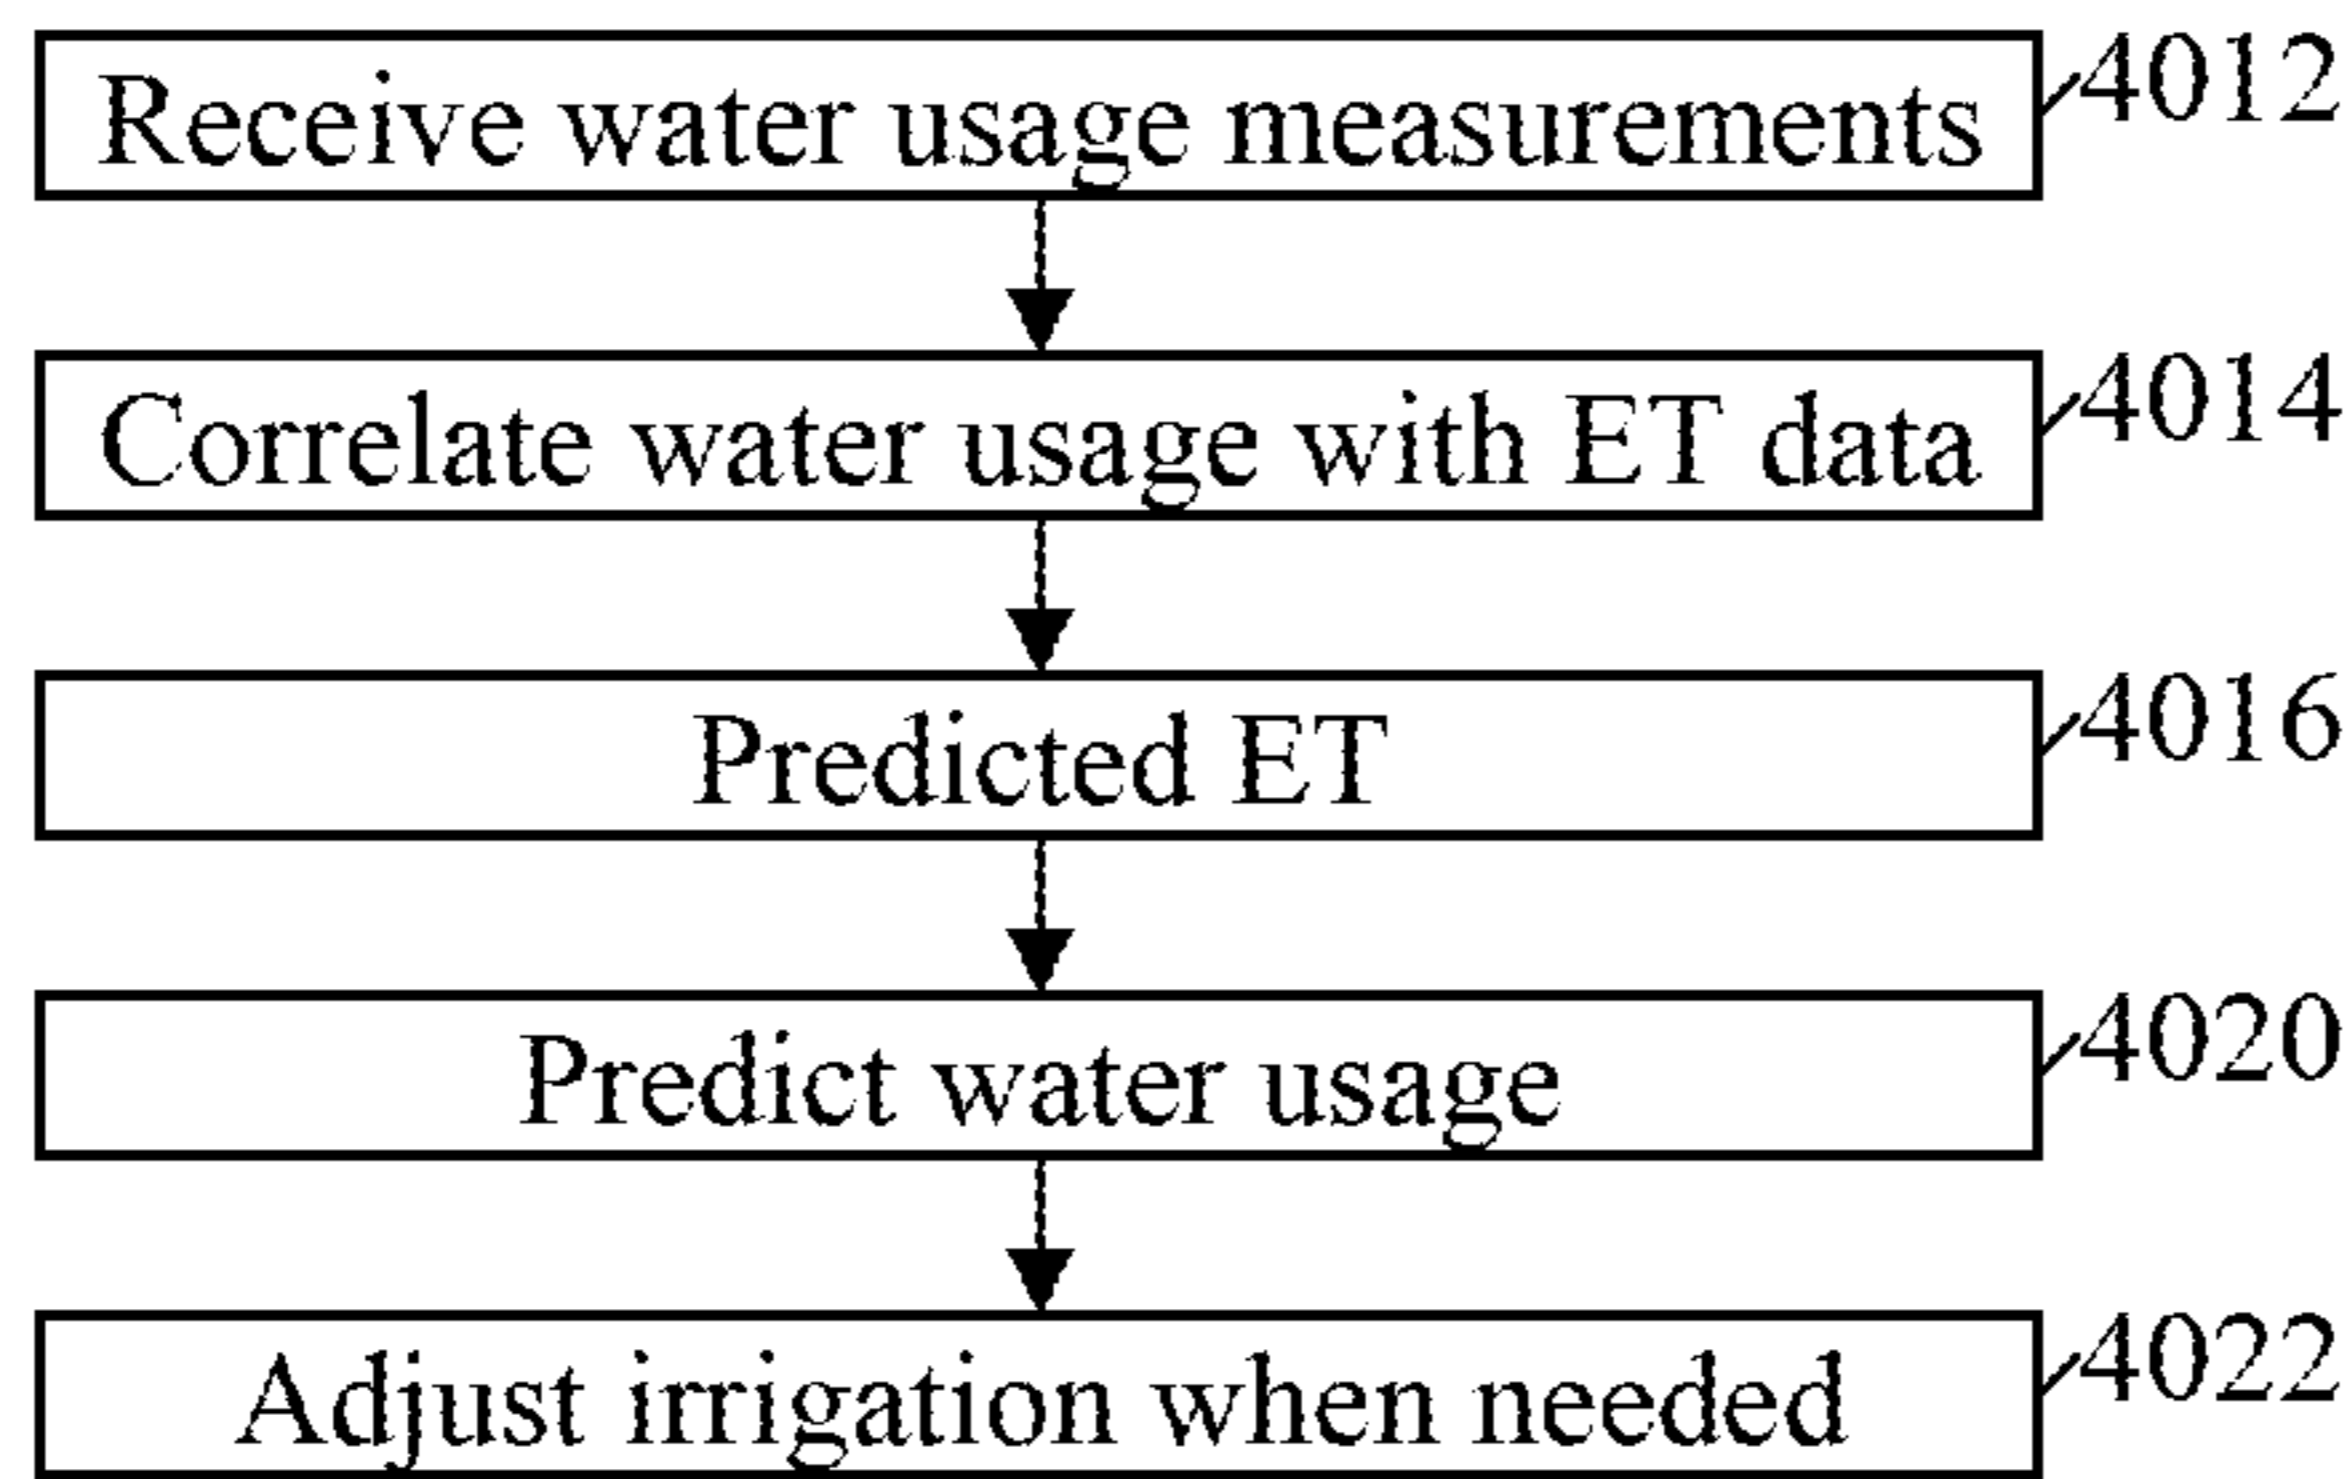 Receive water usage measurements 4012
Correlate water usage with ET data 4014
Predicted ET 4016
Predict water usage 4020
Adjust irrigation when needed 4022